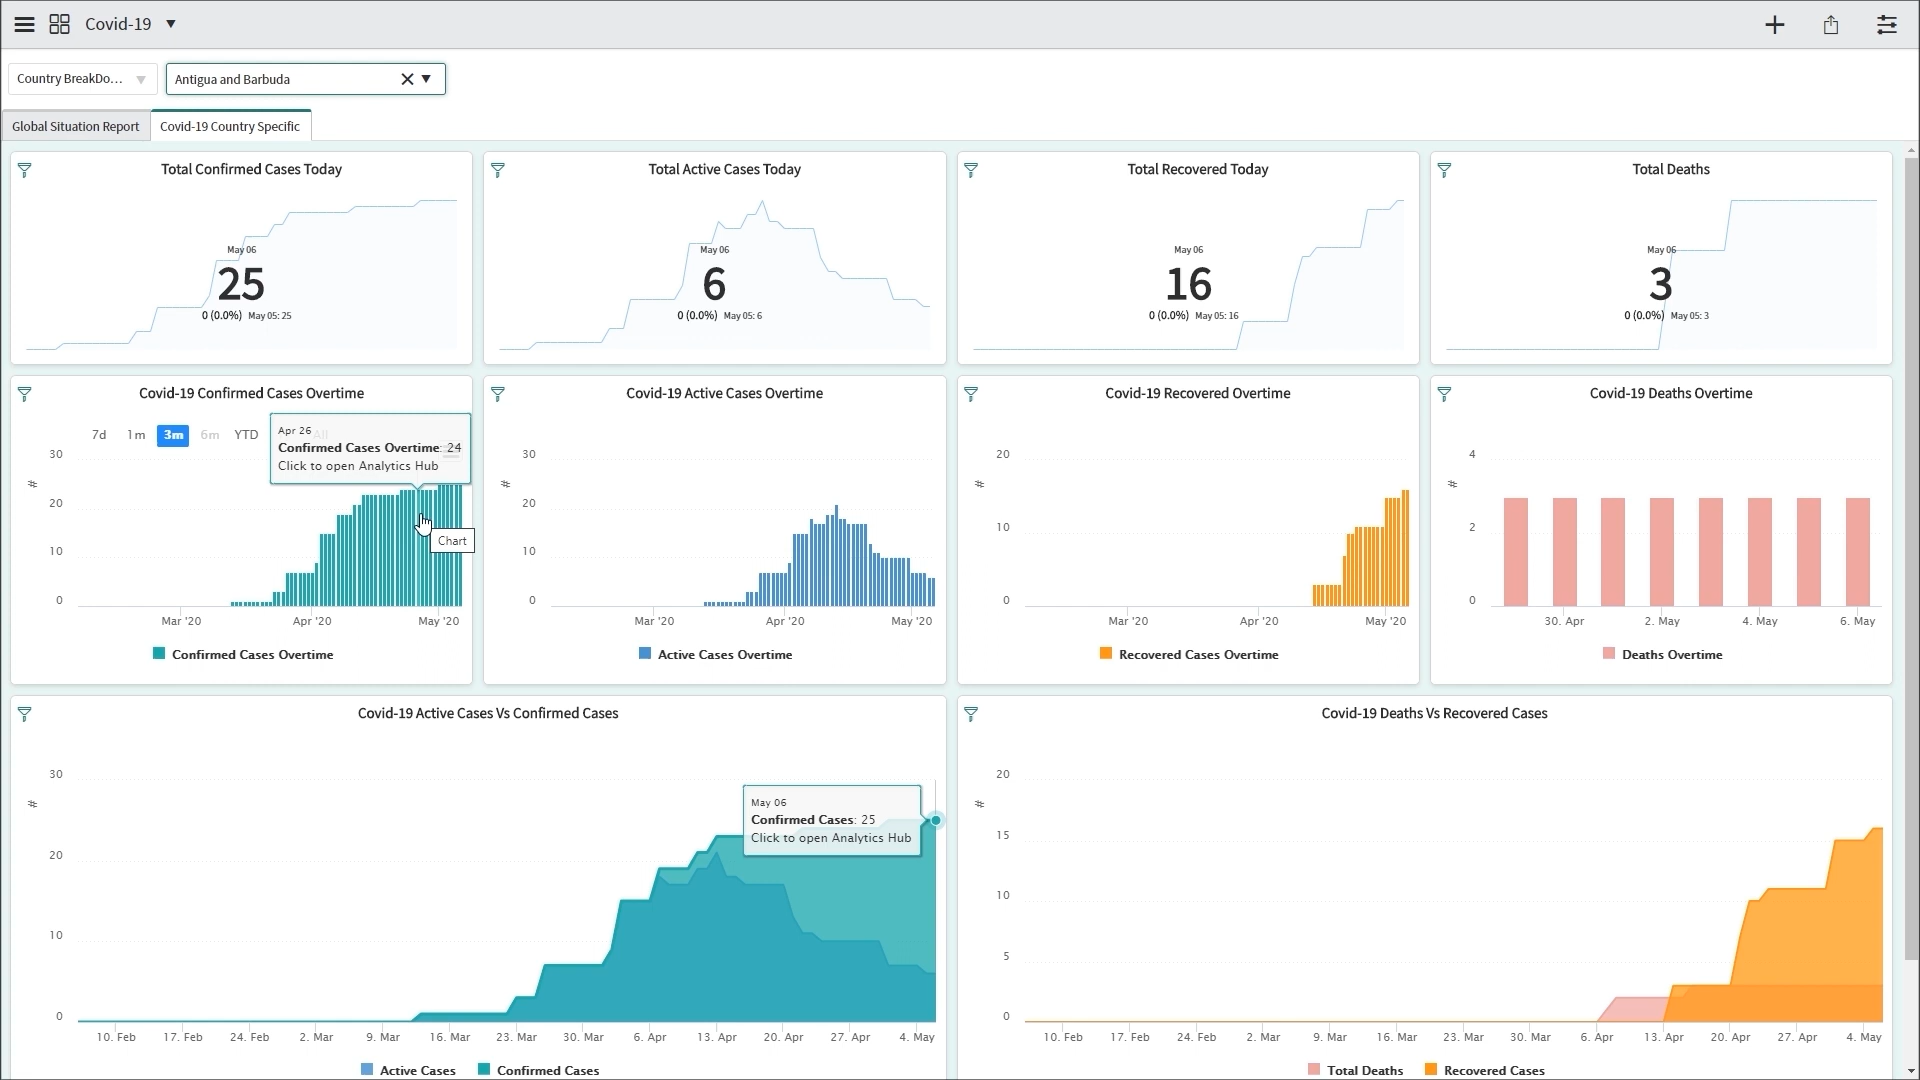 Covid-19
Country BreakDo...
Antigua and Barbuda
Global Situation Report
Covid-19 Country Specific
Total Confirmed Cases Today
May 06
25
0 (0.0%) May 05: 25
Total Active Cases Today
May 06
6
0 (0.0%) May 05: 6
Total Recovered Today
May 06
16
0 (0.0%) May 05: 16
Total Deaths
May 06
3
0 (0.0%) May 05: 3
Covid-19 Confirmed Cases Overtime
7d 1m 3m 6m YTD All
Apr 26
Confirmed Cases Overtime: 24
Click to open Analytics Hub
Chart
30
#
20
10
0
Mar '20 Apr '20 May '20
Confirmed Cases Overtime
Covid-19 Active Cases Overtime
30
#
20
10
0
Mar '20 Apr '20 May '20
Active Cases Overtime
Covid-19 Recovered Overtime
20
#
10
0
Mar '20 Apr '20 May '20
Recovered Cases Overtime
Covid-19 Deaths Overtime
4
#
2
0
30. Apr 2. May 4. May 6. May
Deaths Overtime
Covid-19 Active Cases Vs Confirmed Cases
30
#
20
10
0
May 06
Confirmed Cases: 25
Click to open Analytics Hub
10. Feb 17. Feb 24. Feb 2. Mar 9. Mar 16. Mar 23. Mar 30. Mar 6. Apr 13. Apr 20. Apr 27. Apr 4. May
Active Cases Confirmed Cases
Covid-19 Deaths Vs Recovered Cases
20
#
15
10
5
0
10. Feb 17. Feb 24. Feb 2. Mar 9. Mar 16. Mar 23. Mar 30. Mar 6. Apr 13. Apr 20. Apr 27. Apr 4. May
Total Deaths Recovered Cases